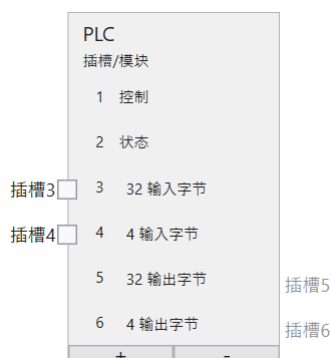 PLC
插槽/模块
1 控制
2 状态
插槽3 3 32 输入字节
插槽4 4 4 输入字节
5 32 输出字节 插槽5
6 4 输出字节 插槽6
+ -